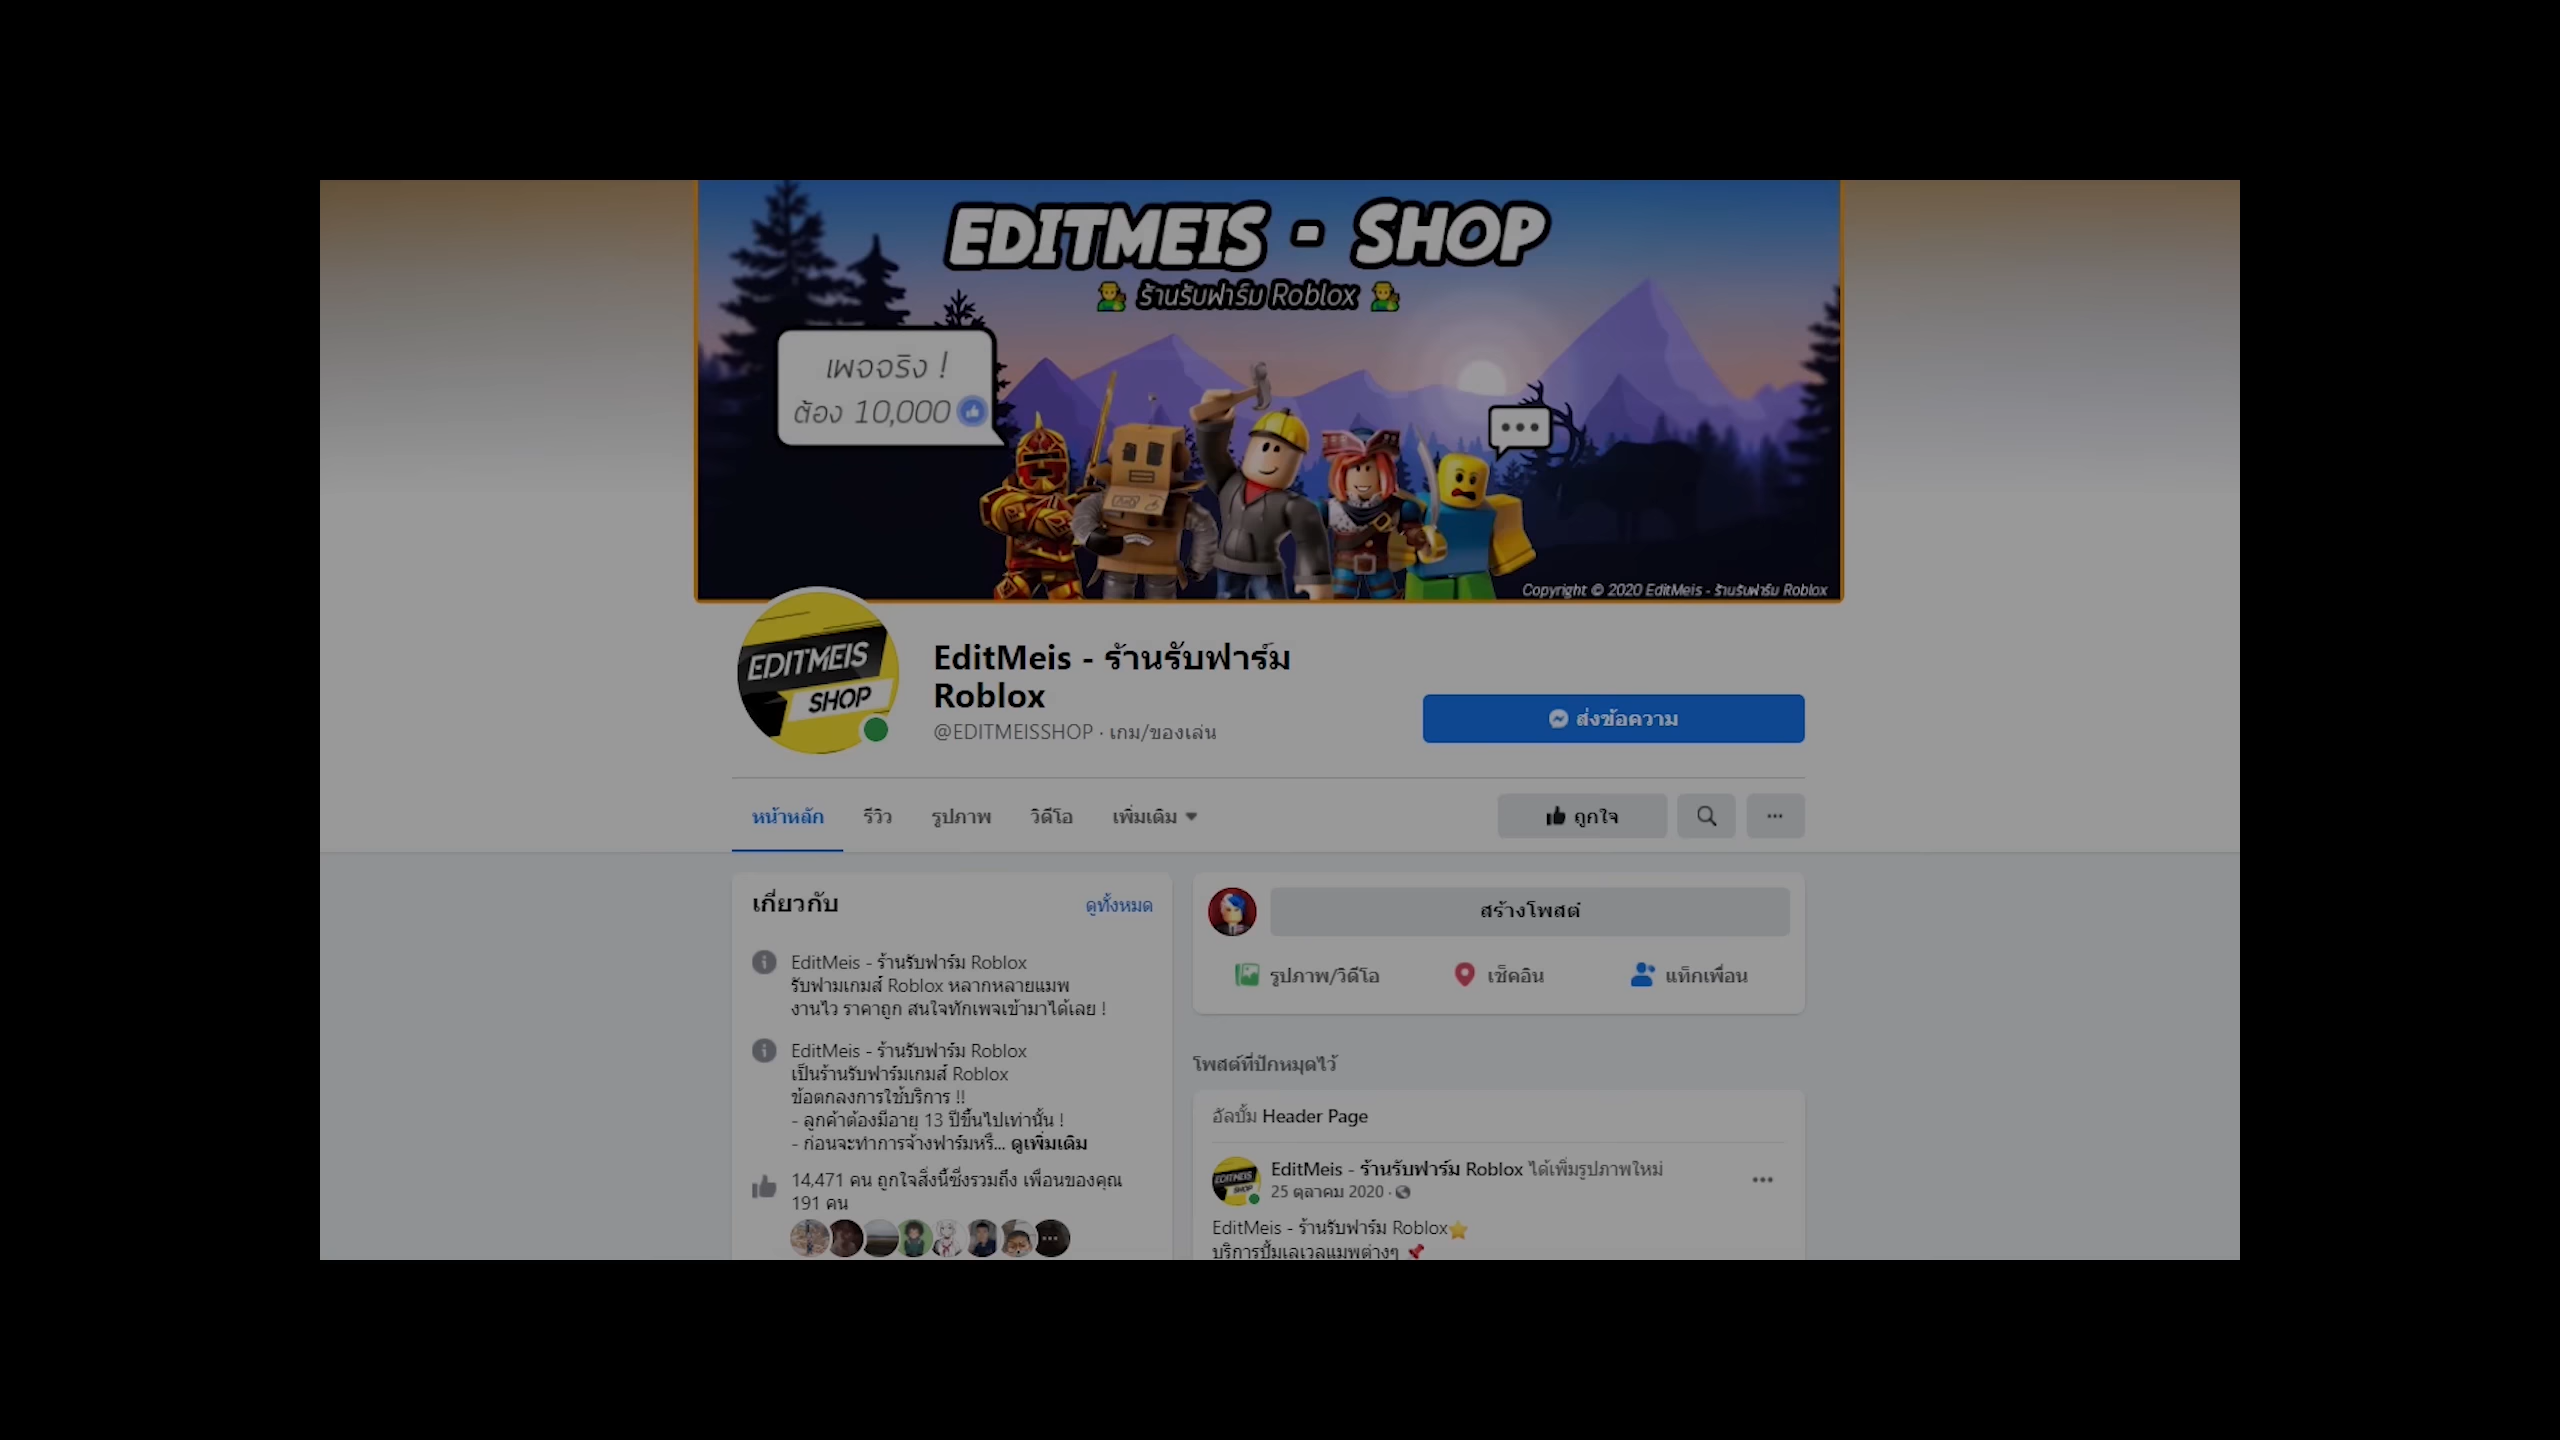 EDITMEIS - SHOP
ร้านรับฟาร์ม Roblox
เพจจริง !
ต้อง 10,000
Copyright © 2020 EditMeis - ร้านรับฟาร์ม Roblox
EDITMEIS
SHOP
EditMeis - ร้านรับฟาร์ม
Roblox
@EDITMEISSHOP · เกม/ของเล่น
ส่งข้อความ
หน้าหลัก รีวิว รูปภาพ วิดีโอ เพิ่มเติม
ถูกใจ
เกี่ยวกับ ดูทั้งหมด
EditMeis - ร้านรับฟาร์ม Roblox
รับฟามเกมส์ Roblox หลากหลายแมพ
งานไว ราคาถูก สนใจทักเพจเข้ามาได้เลย !
EditMeis - ร้านรับฟาร์ม Roblox
เป็นร้านรับฟาร์มเกมส์ Roblox
ข้อตกลงการใช้บริการ !!
- ลูกค้าต้องมีอายุ 13 ปีขึ้นไปเท่านั้น !
- ก่อนจะทำการจ้างฟาร์มหรื... ดูเพิ่มเติม
14,471 คน ถูกใจสิ่งนี้ซึ่งรวมถึง เพื่อนของคุณ
191 คน
สร้างโพสต์
รูปภาพ/วิดีโอ เช็คอิน แท็กเพื่อน
โพสต์ที่ปักหมุดไว้
อัลบั้ม Header Page
EDITMEIS
SHOP
EditMeis - ร้านรับฟาร์ม Roblox ได้เพิ่มรูปภาพใหม่
25 ตุลาคม 2020 ·
EditMeis - ร้านรับฟาร์ม Roblox
บริการปั้มเลเวลแมพต่างๆ